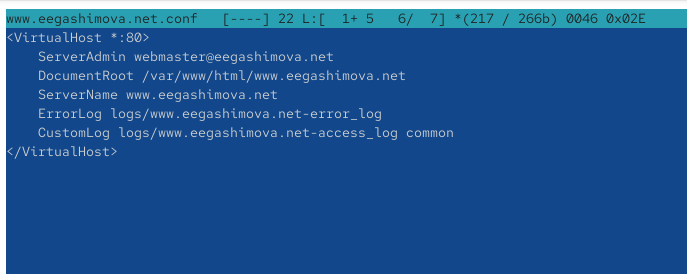 www.eegashimova.net.conf   [----] 22 L:[  1+ 5   6/  7] *(217 / 266b) 0046 0x02E
<VirtualHost *:80>
    ServerAdmin webmaster@eegashimova.net
    DocumentRoot /var/www/html/www.eegashimova.net
    ServerName www.eegashimova.net
    ErrorLog logs/www.eegashimova.net-error_log
    CustomLog logs/www.eegashimova.net-access_log common
</VirtualHost>